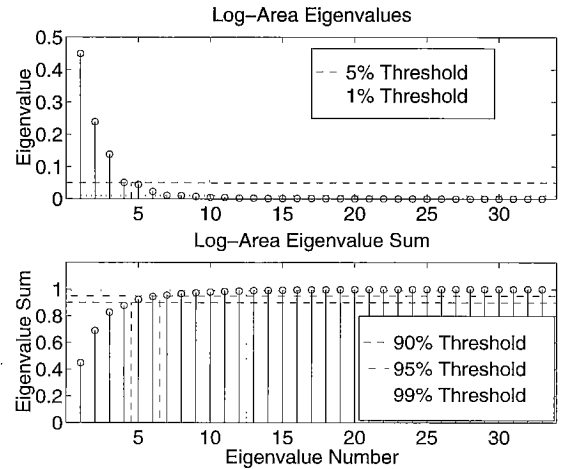 Log-Area Eigenvalues
0.5
0.4
0.3
0.2
0.1
0
Eigenvalue
5% Threshold
1% Threshold
5 10 15 20 25 30
Log-Area Eigenvalue Sum
1
0.8
0.6
0.4
0.2
0
Eigenvalue Sum
90% Threshold
95% Threshold
99% Threshold
5 10 15 20 25 30
Eigenvalue Number